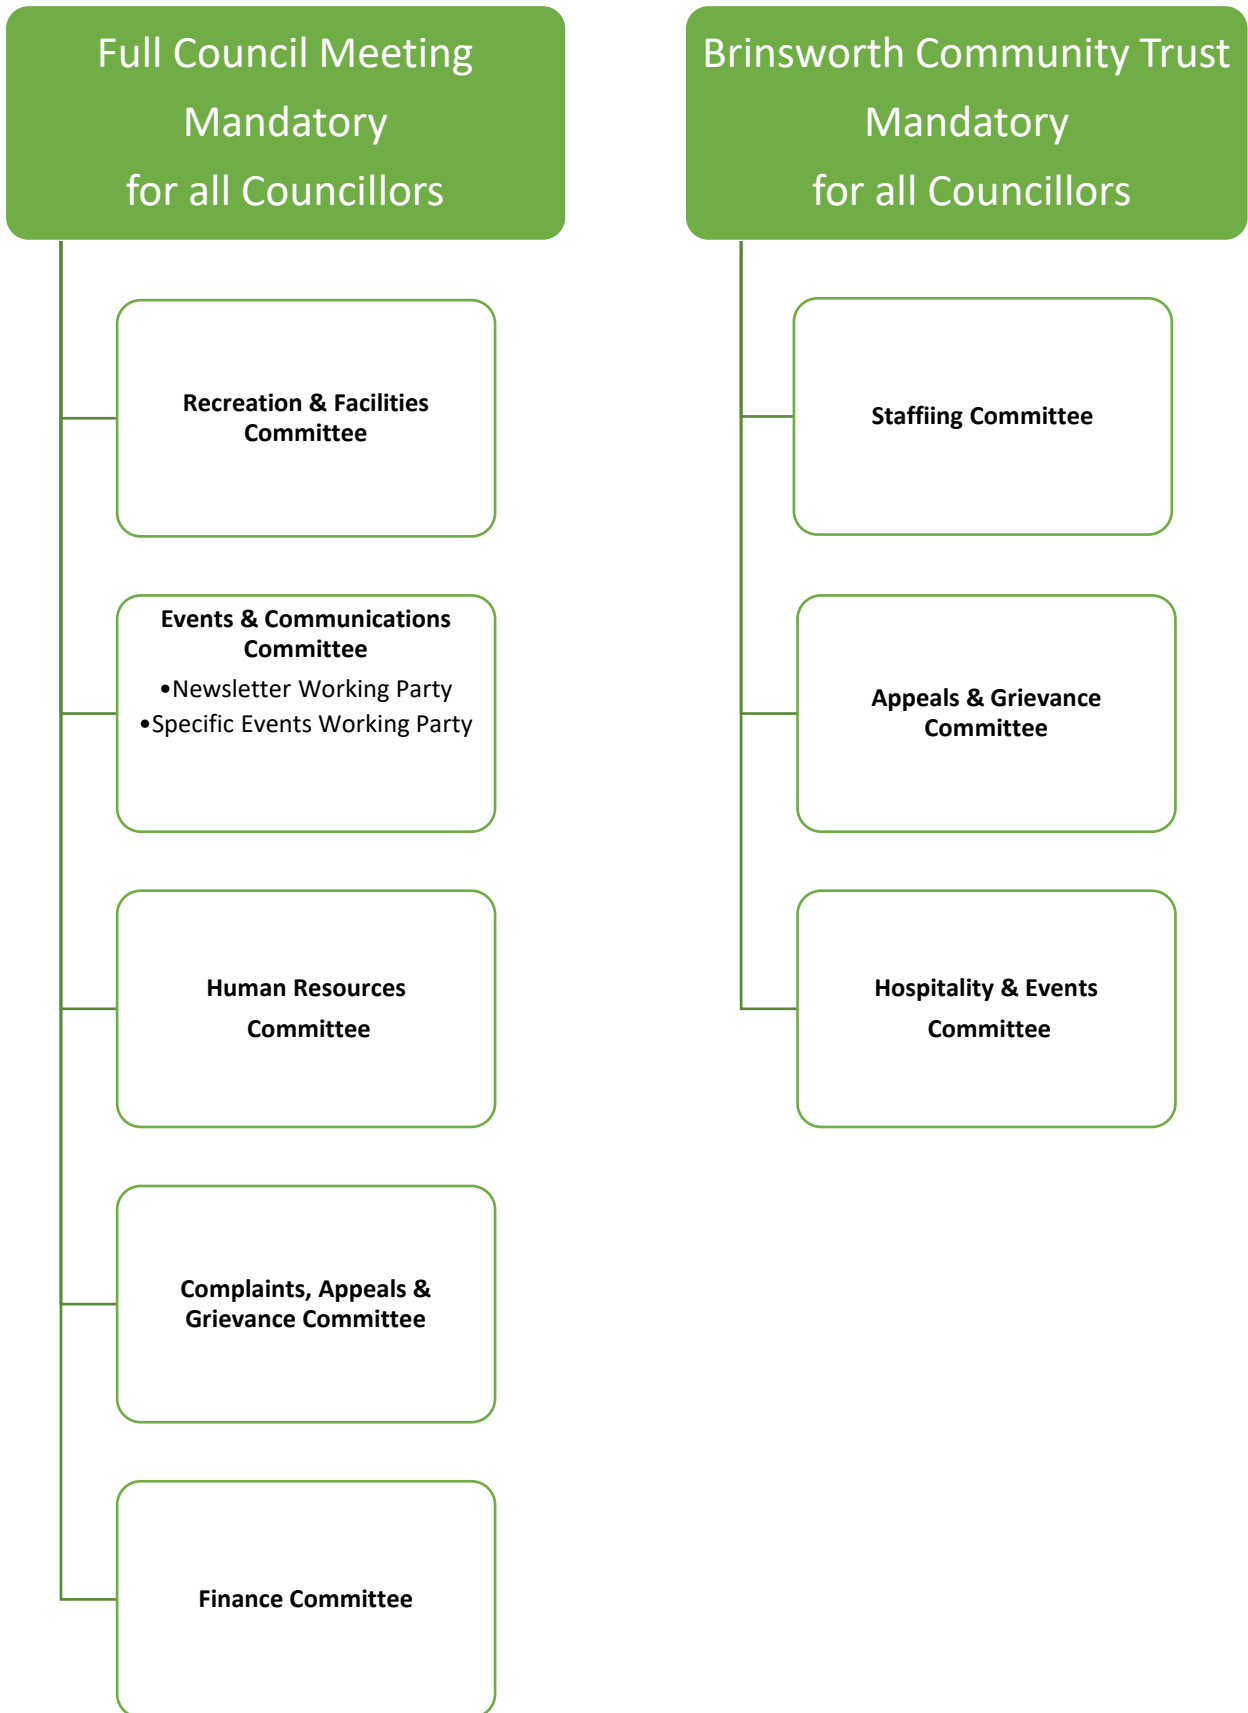 Full Council Meeting
Mandatory
for all Councillors
Recreation & Facilities
Committee
Events & Communications
Committee
•Newsletter Working Party
•Specific Events Working Party
Human Resources
Committee
Complaints, Appeals &
Grievance Committee
Finance Committee
Brinsworth Community Trust
Mandatory
for all Councillors
Staffiing Committee
Appeals & Grievance
Committee
Hospitality & Events
Committee